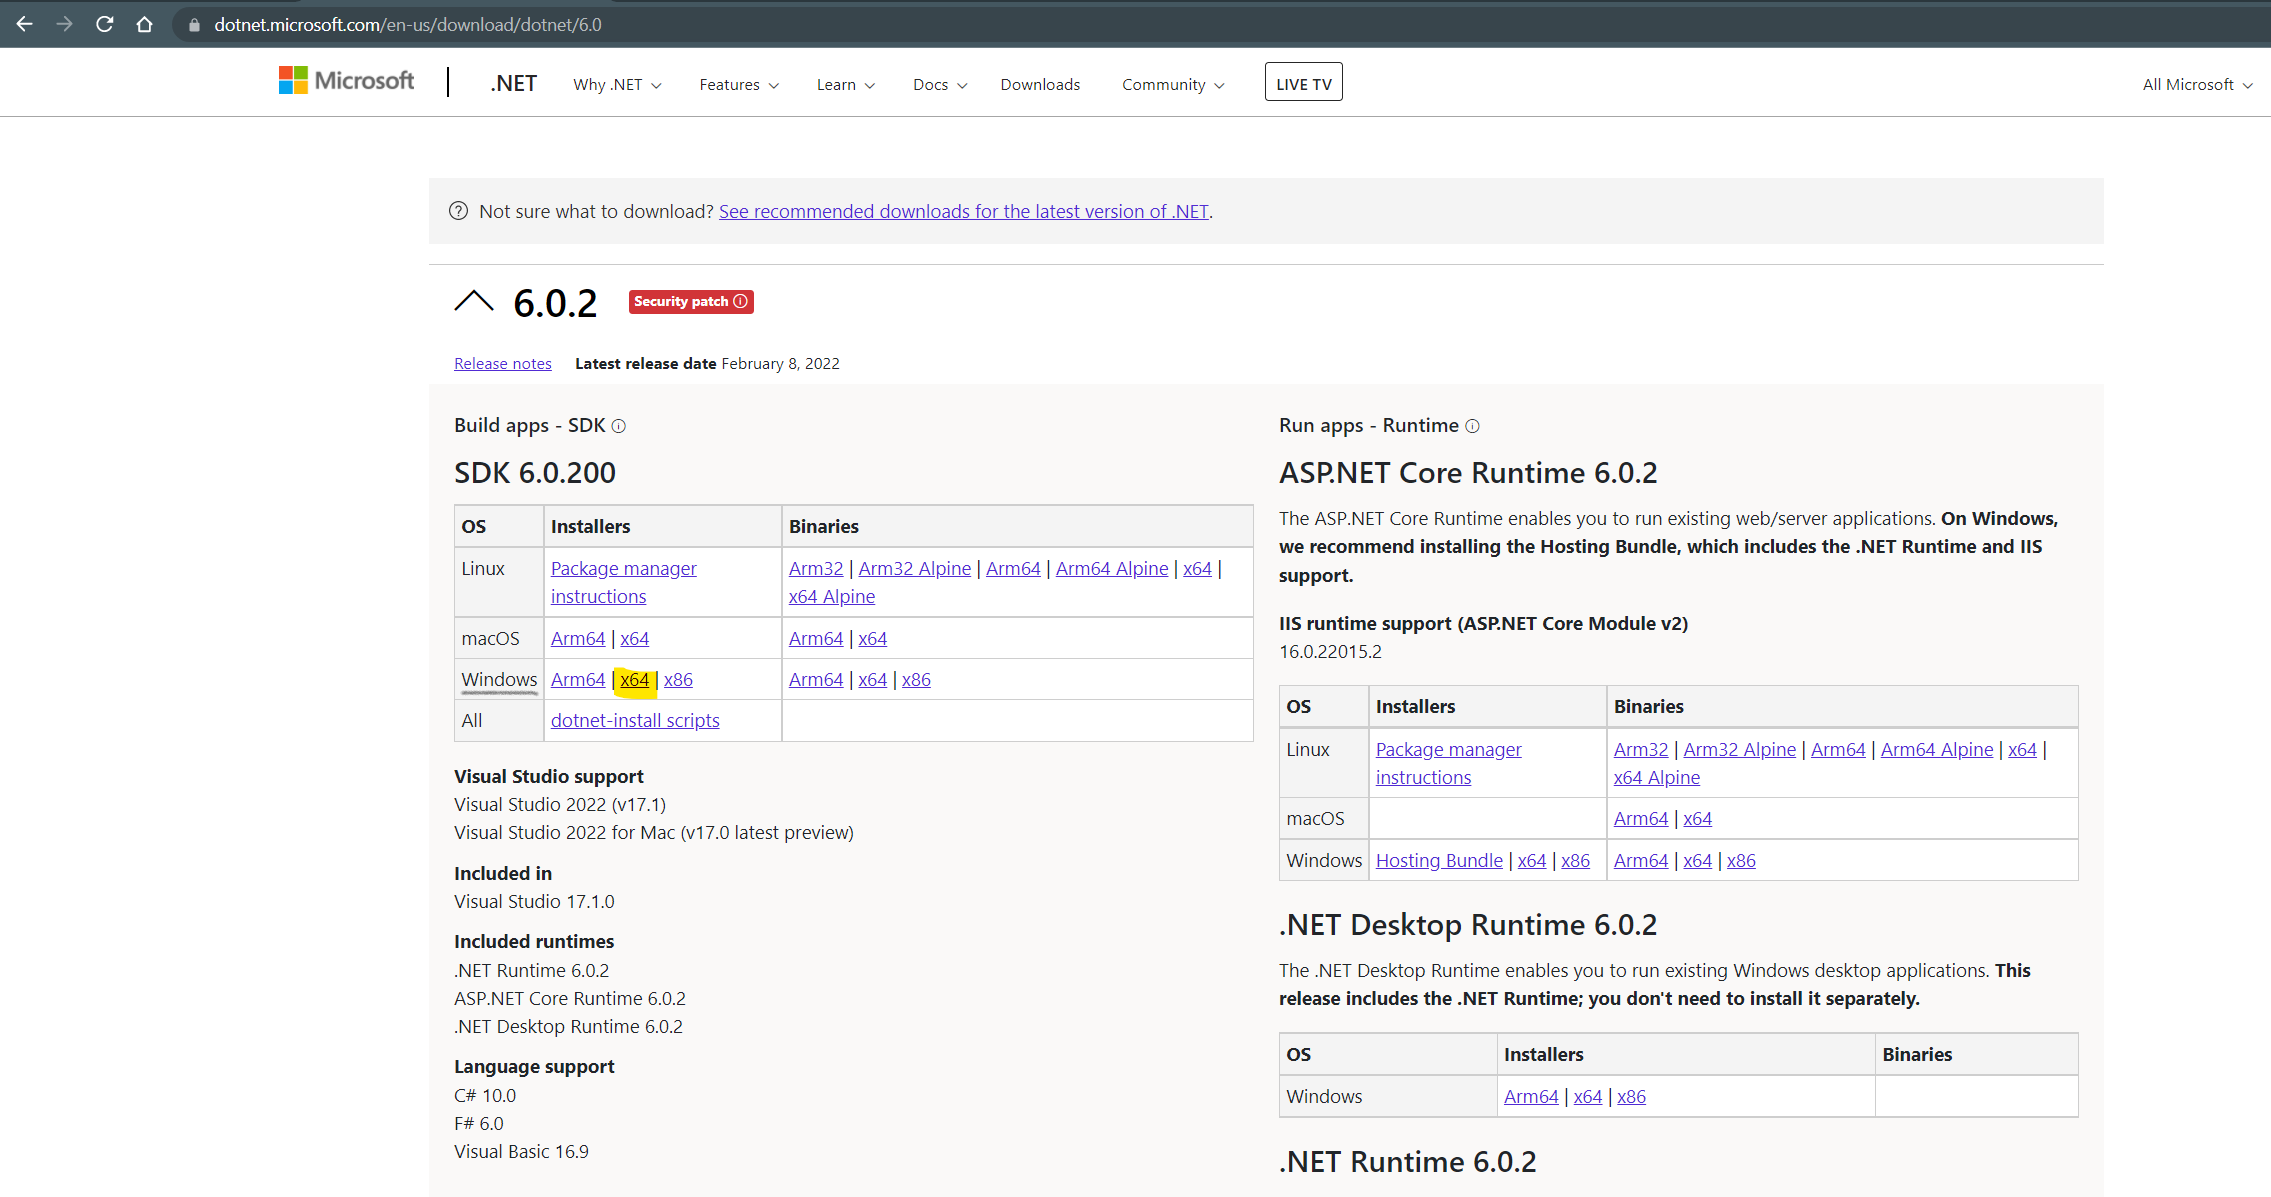 dotnet.microsoft.com/en-us/download/dotnet/6.0
Microsoft .NET Why .NET Features Learn Docs Downloads Community LIVE TV All Microsoft
Not sure what to download? See recommended downloads for the latest version of .NET.
6.0.2 Security patch
Release notes Latest release date February 8, 2022
Build apps - SDK
SDK 6.0.200
OS Installers Binaries
Linux Package manager instructions Arm32 | Arm32 Alpine | Arm64 | Arm64 Alpine | x64 |
x64 Alpine
macOS Arm64 | x64 Arm64 | x64
Windows Arm64 | x64 | x86 Arm64 | x64 | x86
All dotnet-install scripts
Visual Studio support
Visual Studio 2022 (v17.1)
Visual Studio 2022 for Mac (v17.0 latest preview)
Included in
Visual Studio 17.1.0
Included runtimes
.NET Runtime 6.0.2
ASP.NET Core Runtime 6.0.2
.NET Desktop Runtime 6.0.2
Language support
C# 10.0
F# 6.0
Visual Basic 16.9
Run apps - Runtime
ASP.NET Core Runtime 6.0.2
The ASP.NET Core Runtime enables you to run existing web/server applications. On Windows,
we recommend installing the Hosting Bundle, which includes the .NET Runtime and IIS
support.
IIS runtime support (ASP.NET Core Module v2)
16.0.22015.2
OS Installers Binaries
Linux Package manager instructions Arm32 | Arm32 Alpine | Arm64 | Arm64 Alpine | x64 |
x64 Alpine
macOS Arm64 | x64
Windows Hosting Bundle | x64 | x86 Arm64 | x64 | x86
.NET Desktop Runtime 6.0.2
The .NET Desktop Runtime enables you to run existing Windows desktop applications. This
release includes the .NET Runtime; you don't need to install it separately.
OS Installers Binaries
Windows Arm64 | x64 | x86
.NET Runtime 6.0.2